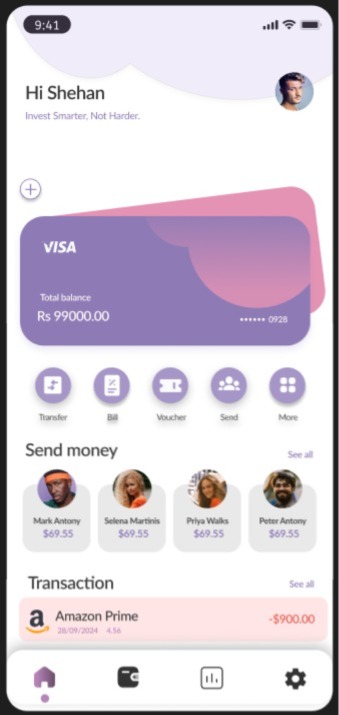 9:41
Hi Shehan
Invest Smarter, Not Harder.
VISA
Total balance
Rs 99000.00
•••••• 0928
Transfer Bill Voucher Send More
Send money See all
Mark Antony Selena Martinis Priya Walks Peter Antony
$69.55 $69.55 $69.55 $69.55
Transaction See all
a Amazon Prime -$900.00
28/09/2024 4.56